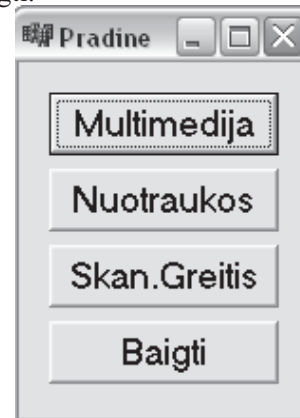 Pradine
Multimedija
Nuotraukos
Skan.Greitis
Baigti